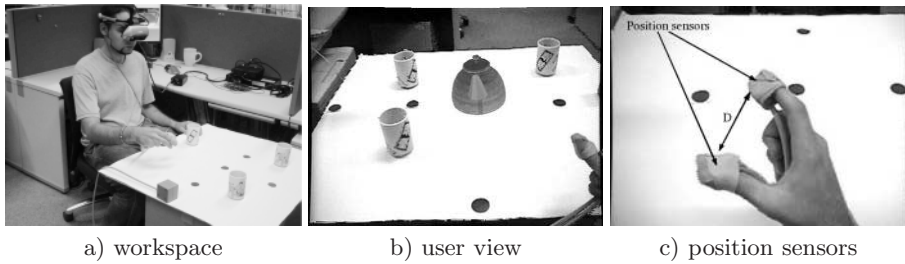 Position sensors
D
a) workspace
b) user view
c) position sensors